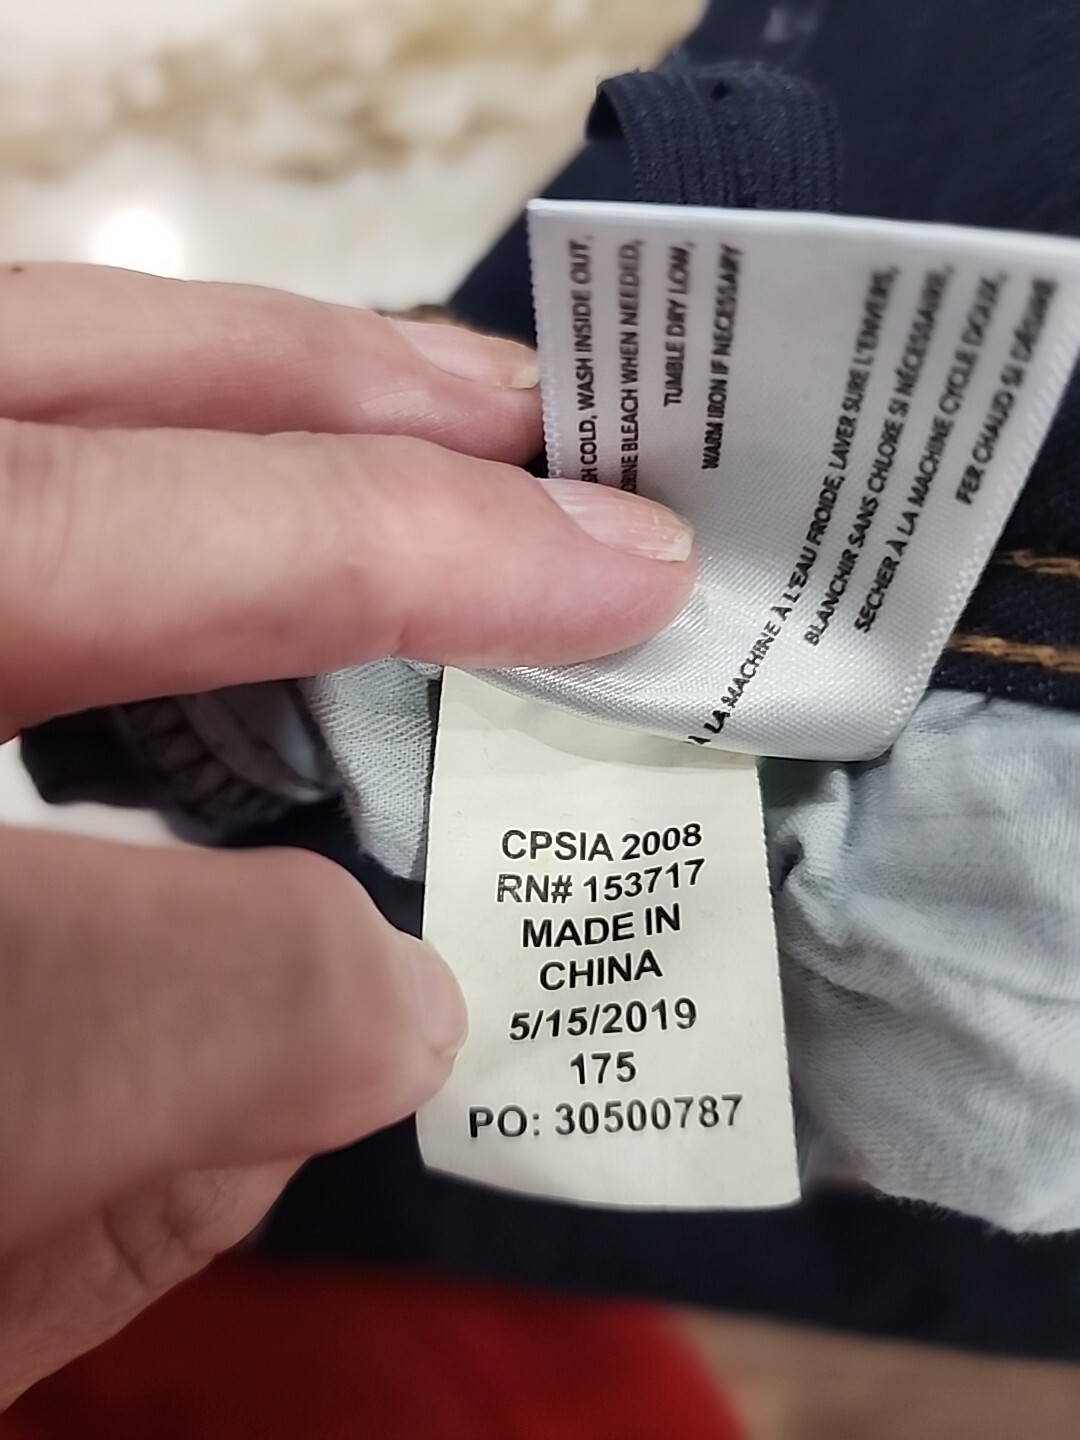 COLD, WASH INSIDE OUT,
BLEACH WHEN NEEDED,
TUMBLE DRY LOW,
WARM IRON IF NECESSARY
À LA MACHINE À L'EAU FROIDE, LAVER SURE L'ENVERS,
BLANCHIR SANS CHLORE SI NÉCESSAIRE,
SECHER À LA MACHINE CYCLE DOUX,
FER CHAUD SI DÉSIRÉ
CPSIA 2008
RN# 153717
MADE IN
CHINA
5/15/2019
175
PO: 30500787